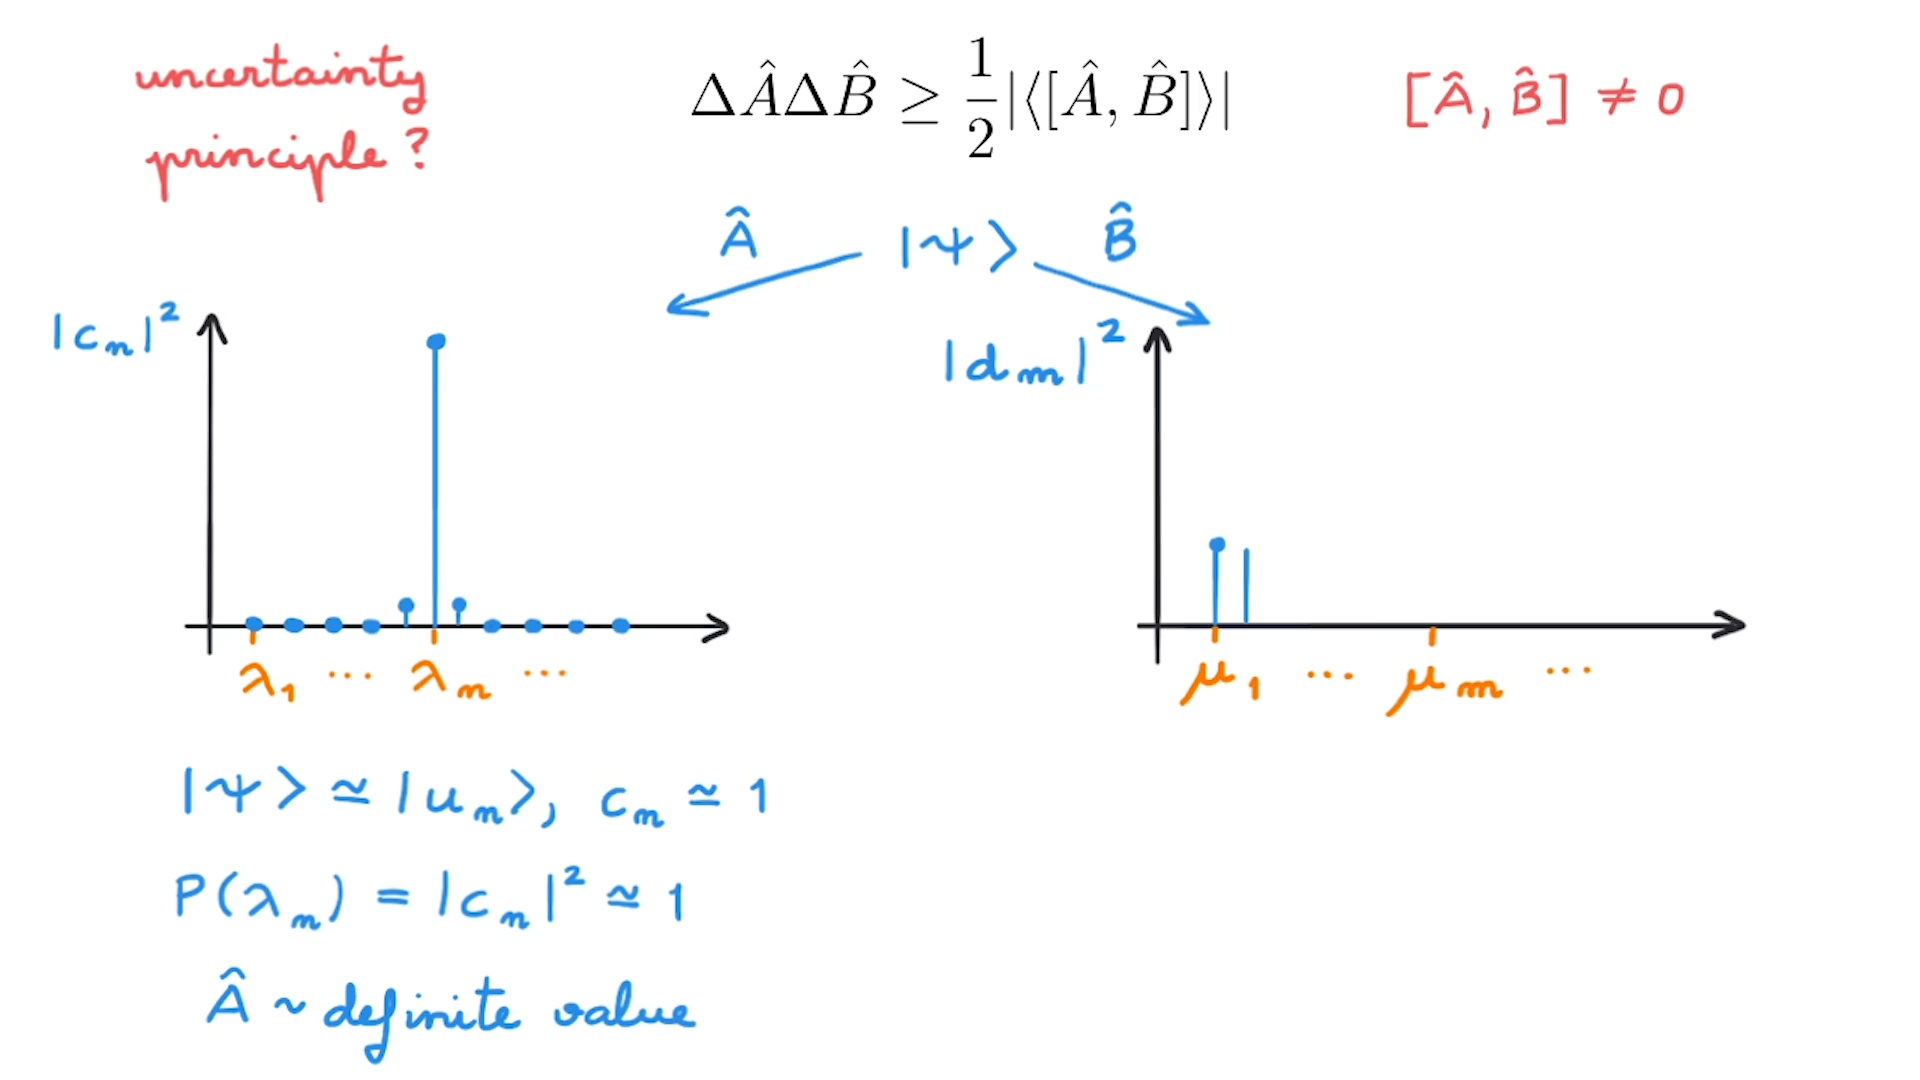 uncertainty
principle?
ΔÂΔB̂ ≥ 1/2 |⟨[Â, B̂]⟩|
[Â, B̂] ≠ 0
Â |ψ⟩ B̂
|cₙ|²
λ₁ ... λₙ ...
|dₘ|²
μ₁ ... μₘ ...
|ψ⟩ ≃ |uₙ⟩, cₙ ≃ 1
P(λₙ) = |cₙ|² ≃ 1
Â ~ definite value